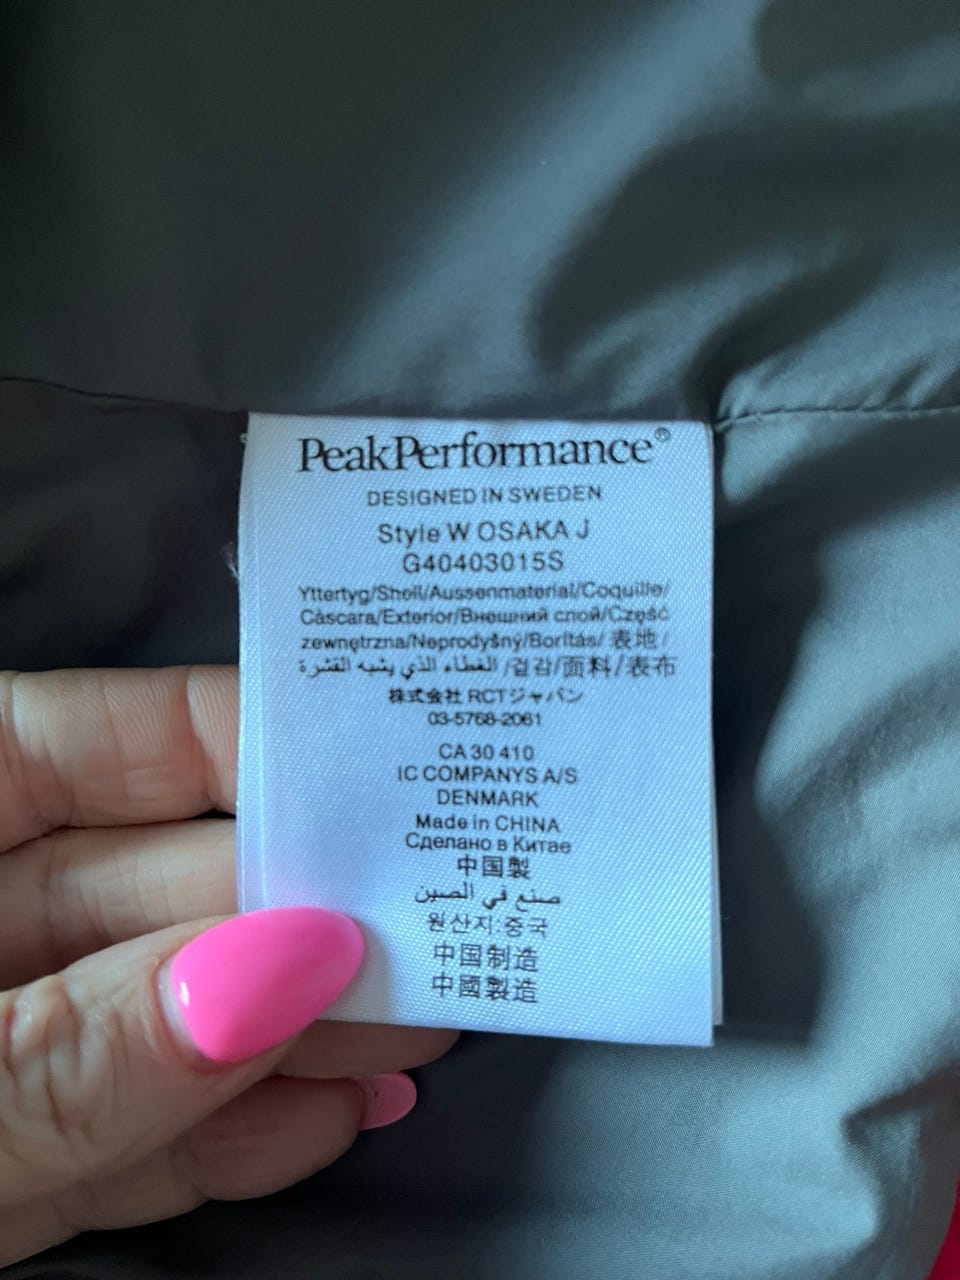 PeakPerformance®
DESIGNED IN SWEDEN
Style W OSAKA J
G40403015S
Yttertyg/Shell/Aussenmaterial/Coquille/
Cáscara/Exterior/Внешний слой/Część
zewnętrzna/Neprodyšný/Borítás/ 表地 /
الغطاء الذي يشبه القشرة /겉감/面料/表布
株式会社 RCTジャパン
03-5768-2061
CA 30 410
IC COMPANYS A/S
DENMARK
Made in CHINA
Сделано в Китае
中国製
صنع في الصين
원산지:중국
中国制造
中國製造